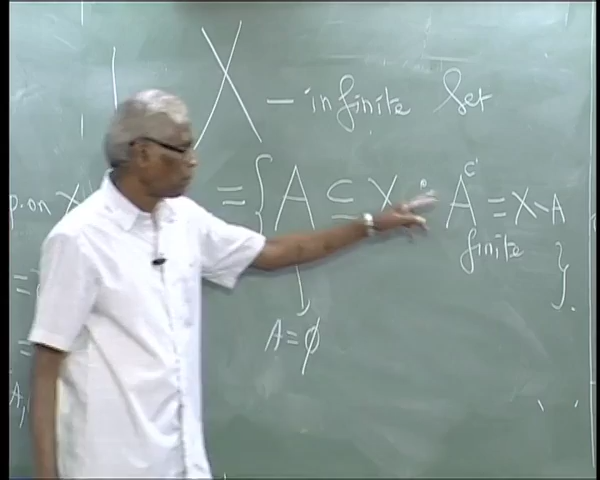 X – infinite Set
p. on X = { A ⊆ X : A^c = X \ A
finite }.
A = ∅